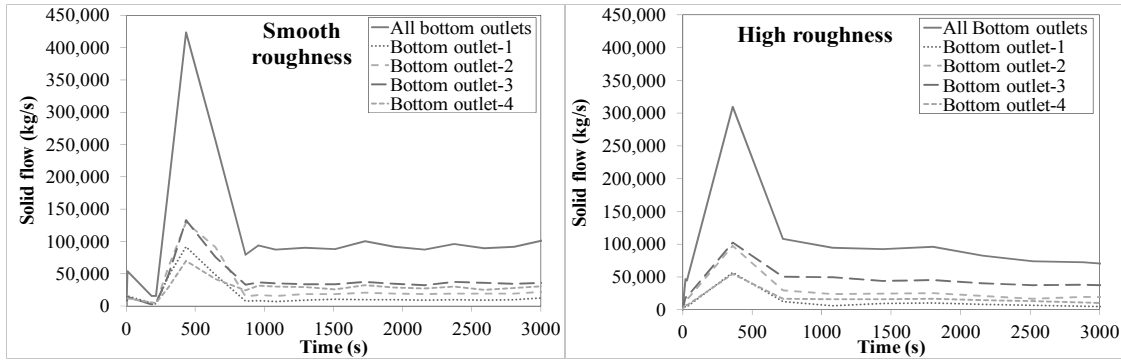 Smooth
roughness
All bottom outlets
Bottom outlet-1
Bottom outlet-2
Bottom outlet-3
Bottom outlet-4
Solid flow (kg/s)
450,000
400,000
350,000
300,000
250,000
200,000
150,000
100,000
50,000
0
0 500 1000 1500 2000 2500 3000
Time (s)
High roughness
All Bottom outlets
Bottom outlet-1
Bottom outlet-2
Bottom outlet-3
Bottom outlet-4
Solid flow (kg/s)
450,000
400,000
350,000
300,000
250,000
200,000
150,000
100,000
50,000
0
0 500 1000 1500 2000 2500 3000
Time (s)